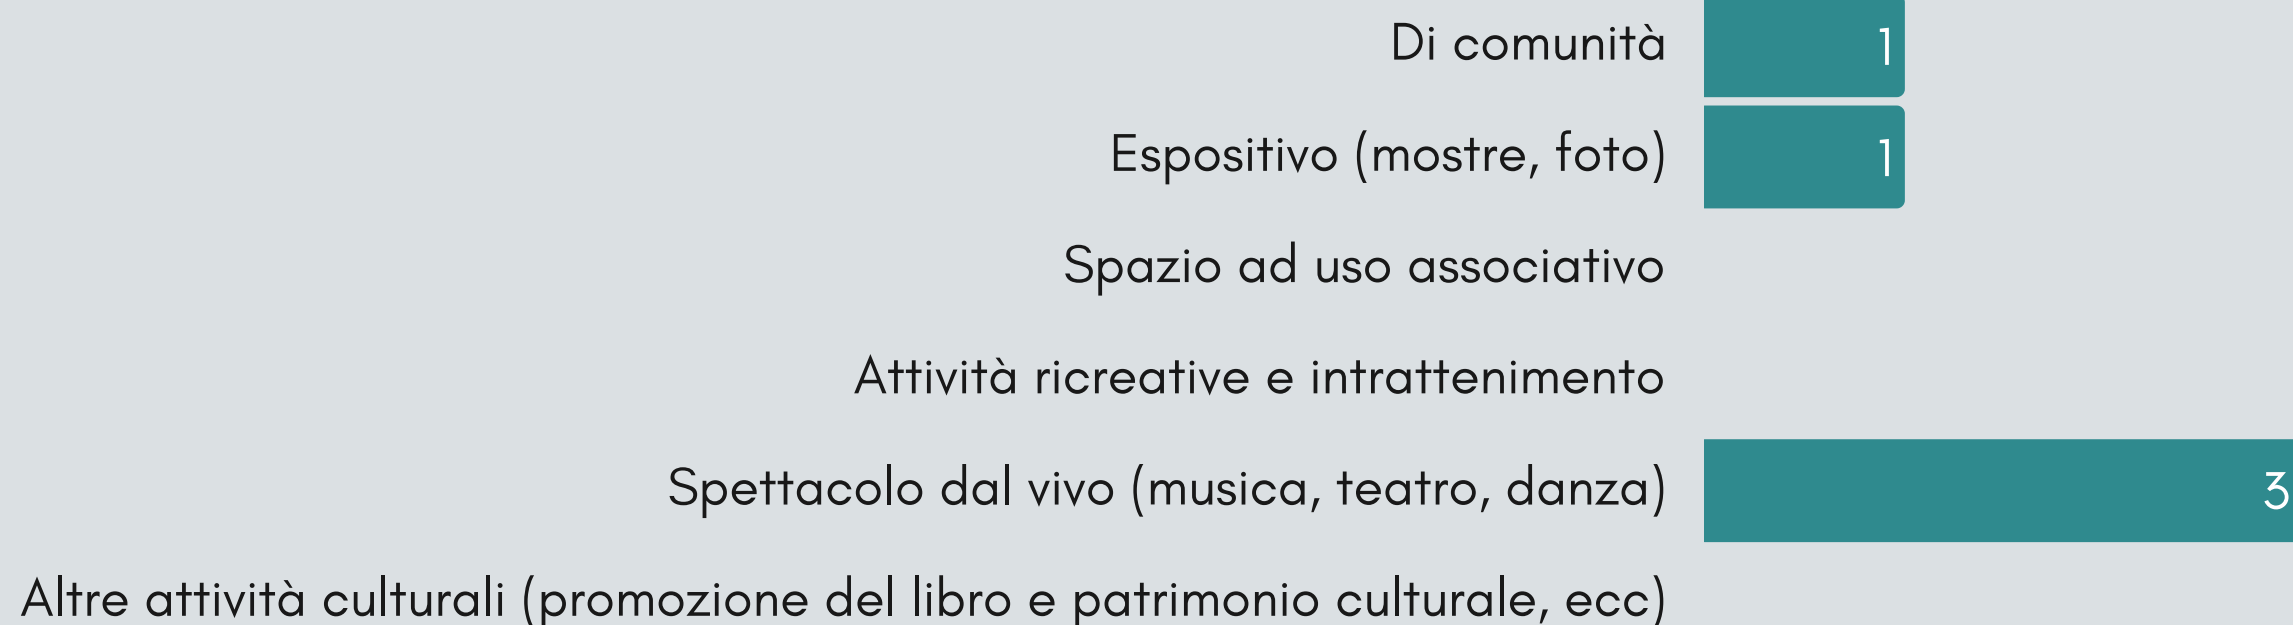 Di comunità 1
Espositivo (mostre, foto) 1
Spazio ad uso associativo
Attività ricreative e intrattenimento
Spettacolo dal vivo (musica, teatro, danza) 3
Altre attività culturali (promozione del libro e patrimonio culturale, ecc)